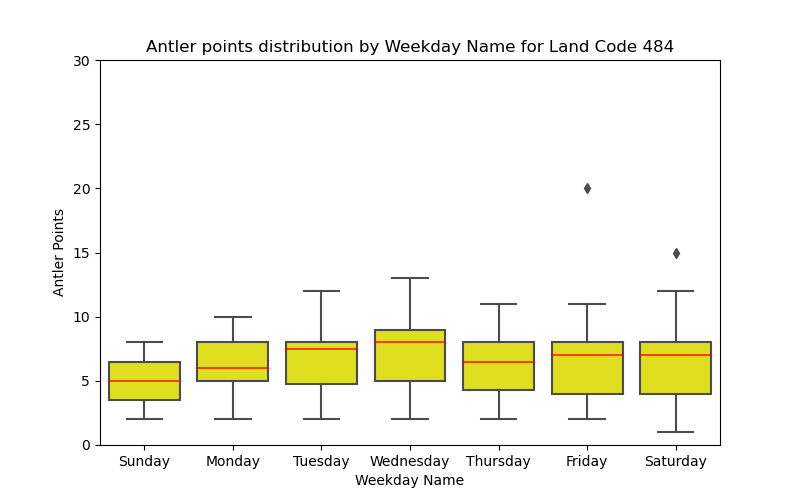 Antler points distribution by Weekday Name for Land Code 484
30
25
20
15
10
5
0
Antler Points
Sunday Monday Tuesday Wednesday Thursday Friday Saturday
Weekday Name